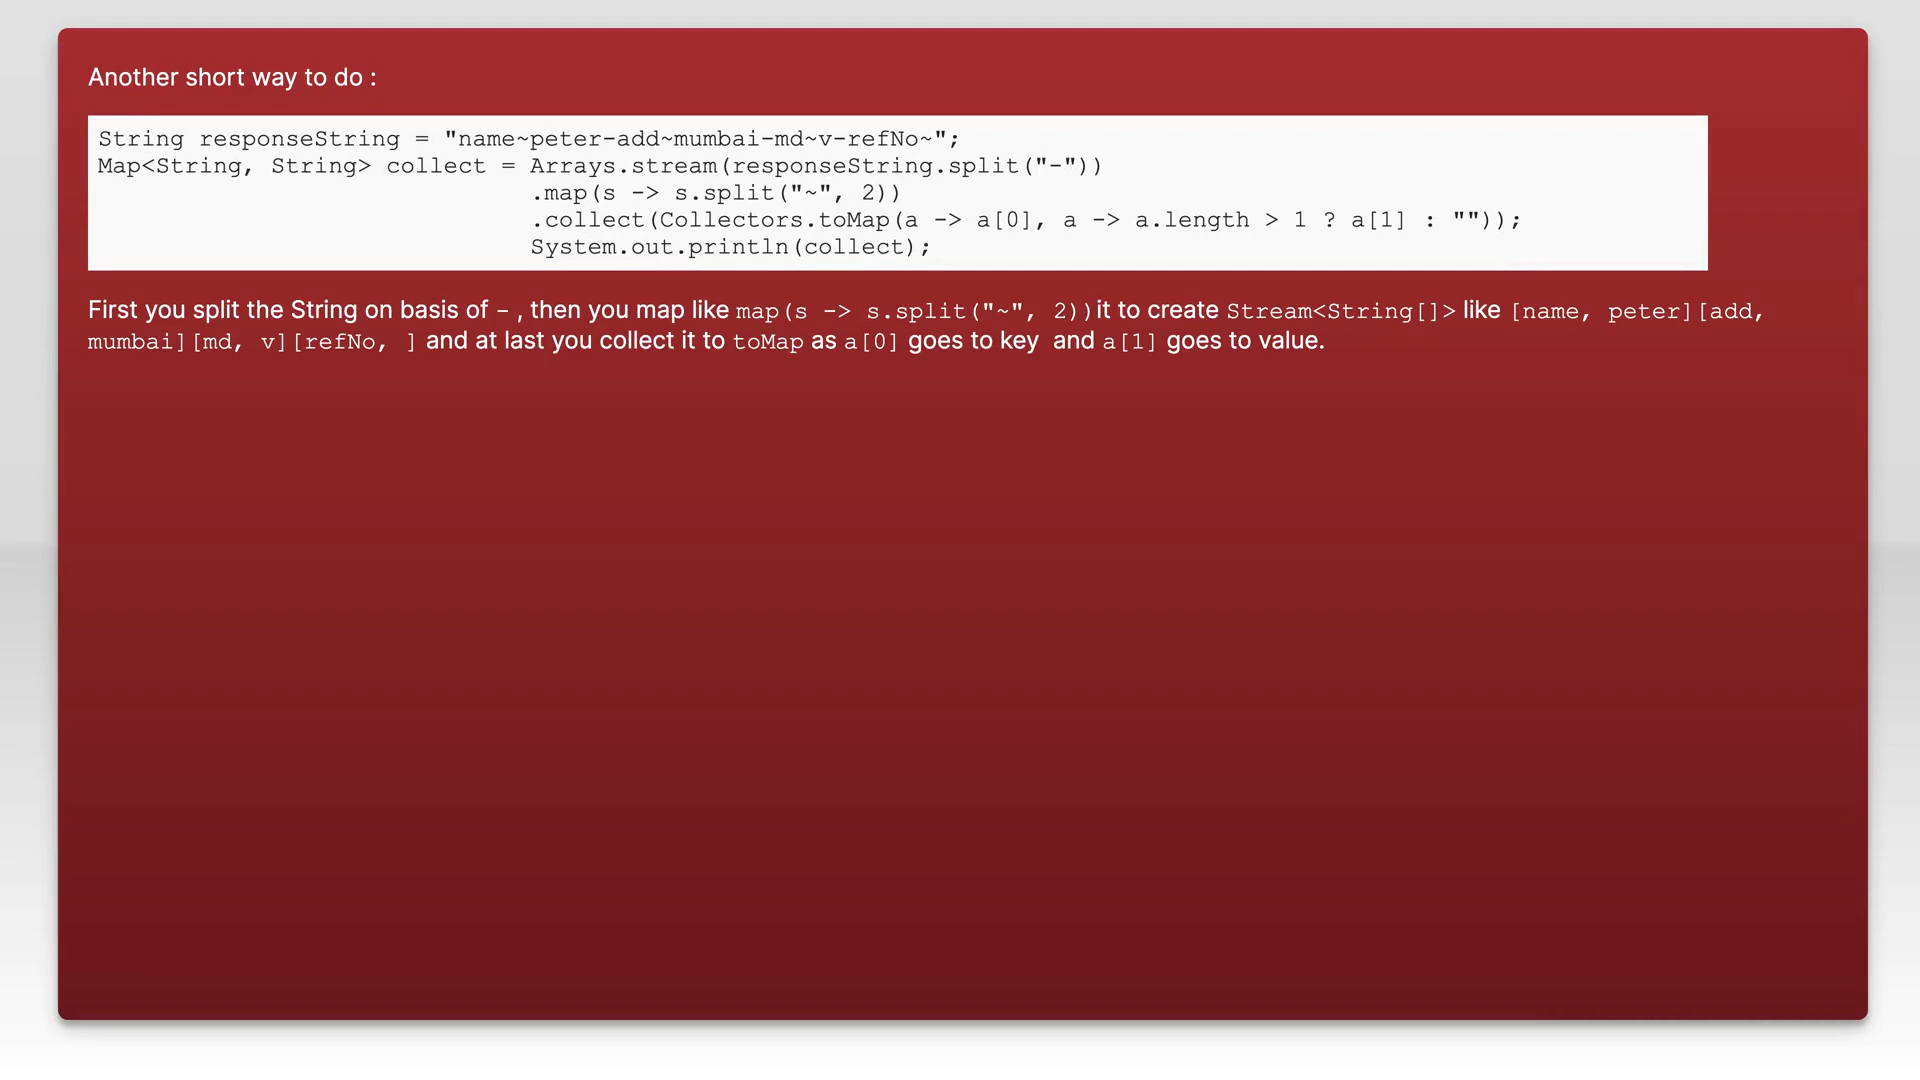 Another short way to do :
String responseString = "name~peter-add~mumbai-md~v-refNo~";
Map<String, String> collect = Arrays.stream(responseString.split("-"))
.map(s -> s.split("~", 2))
.collect(Collectors.toMap(a -> a[0], a -> a.length > 1 ? a[1] : ""));
System.out.println(collect);
First you split the String on basis of - , then you map like map(s -> s.split("~", 2))it to create Stream<String[]> like [name, peter][add,
mumbai][md, v][refNo, ] and at last you collect it to toMap as a[0] goes to key  and a[1] goes to value.